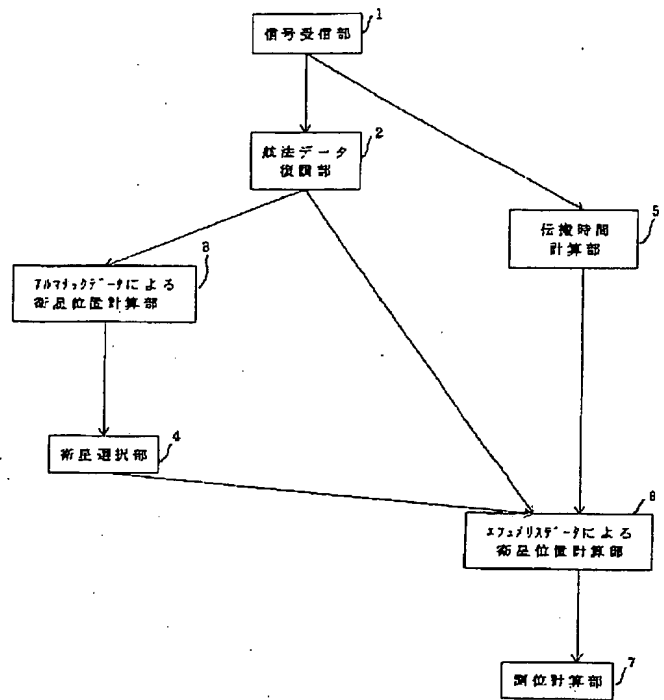 1
信号受信部
2
航法データ
復調部
5
伝搬時間
計算部
3
アルマナックデータによる
衛星位置計算部
4
衛星選択部
6
エフェメリスデータによる
衛星位置計算部
7
測位計算部